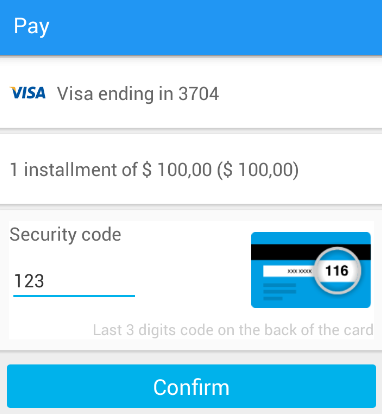 Pay
VISA Visa ending in 3704
1 installment of $ 100,00 ($ 100,00)
Security code
123
XXX XXXX 116
Last 3 digits code on the back of the card
Confirm